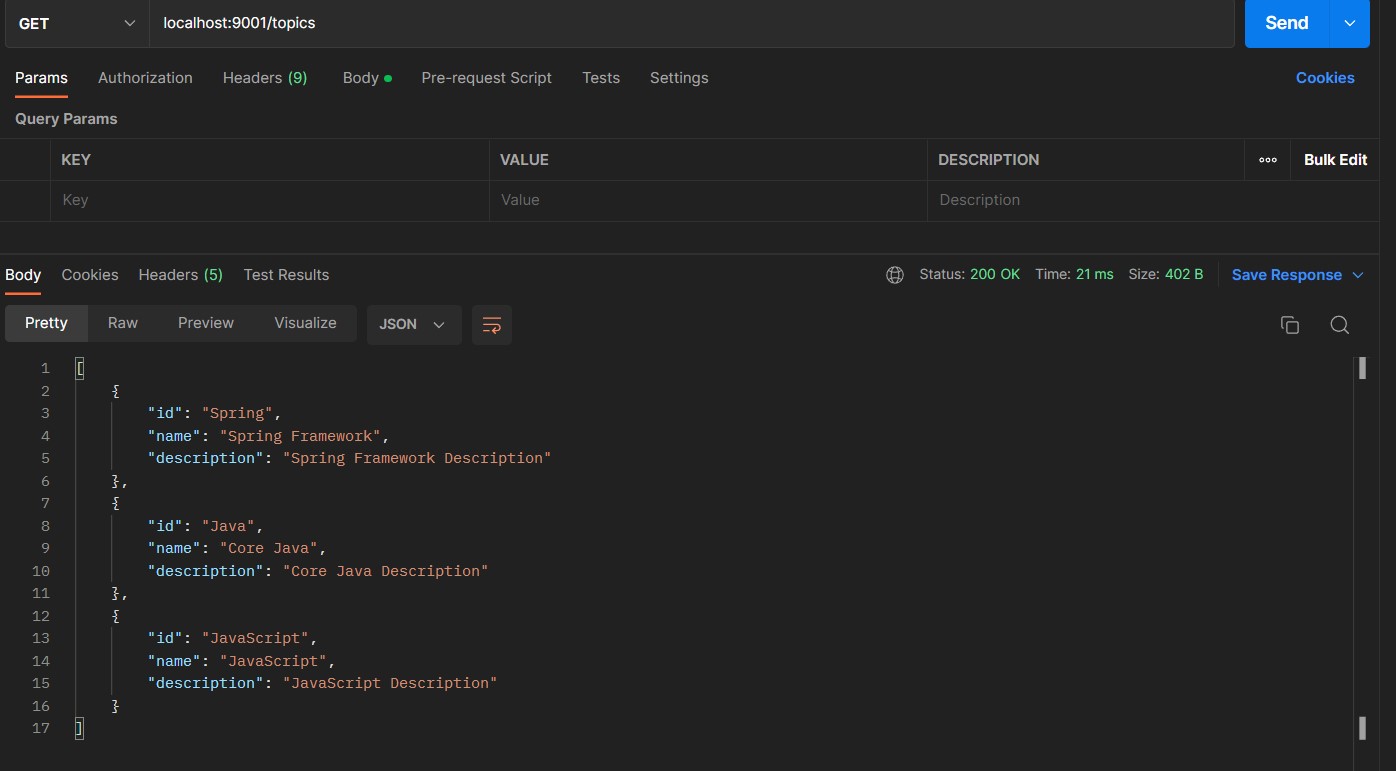 GET localhost:9001/topics Send
Params Authorization Headers (9) Body Pre-request Script Tests Settings Cookies
Query Params
KEY VALUE DESCRIPTION Bulk Edit
Key Value Description
Body Cookies Headers (5) Test Results Status: 200 OK Time: 21 ms Size: 402 B Save Response
Pretty Raw Preview Visualize JSON
1 [
2 {
3 "id": "Spring",
4 "name": "Spring Framework",
5 "description": "Spring Framework Description"
6 },
7 {
8 "id": "Java",
9 "name": "Core Java",
10 "description": "Core Java Description"
11 },
12 {
13 "id": "JavaScript",
14 "name": "JavaScript",
15 "description": "JavaScript Description"
16 }
17 ]